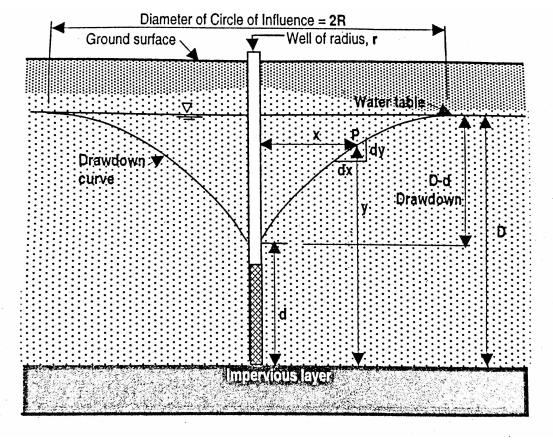 Diameter of Circle of Influence = 2R
Ground surface
Well of radius, r
Water table
x
P
dy
dx
Drawdown
curve
D-d
Drawdown
y
D
d
Impervious layer